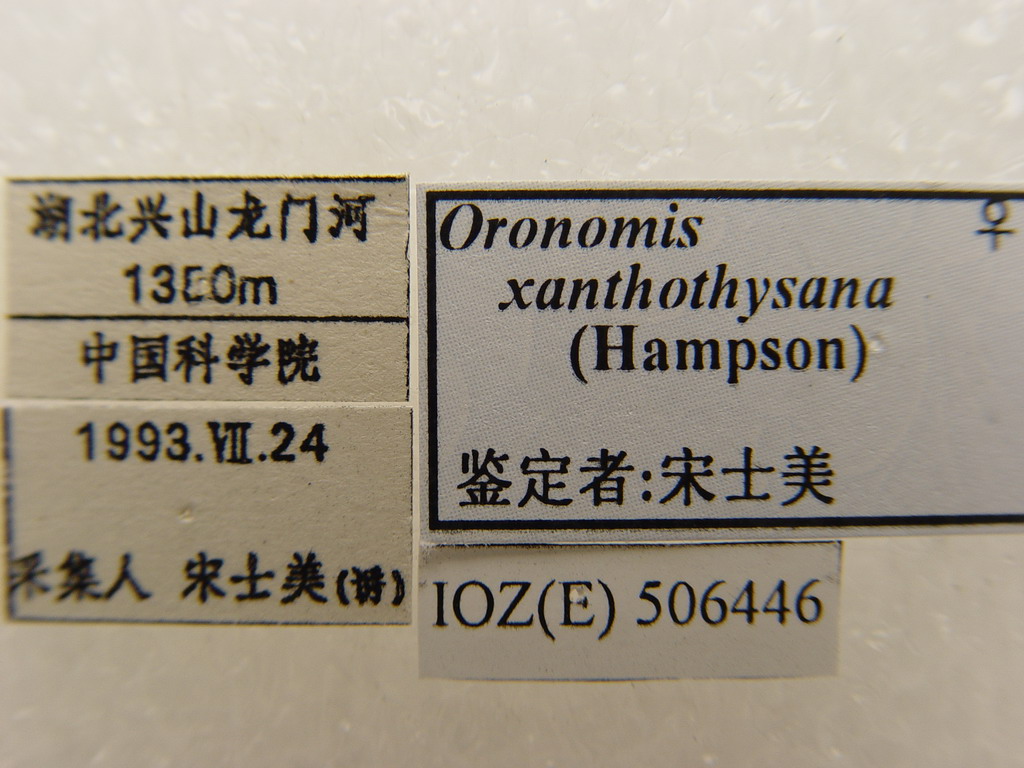 湖北兴山龙门河
1350m
中国科学院
1993.Ⅶ.24
采集人 宋士美(诱)
Oronomis ♀
xanthothysana
(Hampson)
鉴定者:宋士美
IOZ(E) 506446